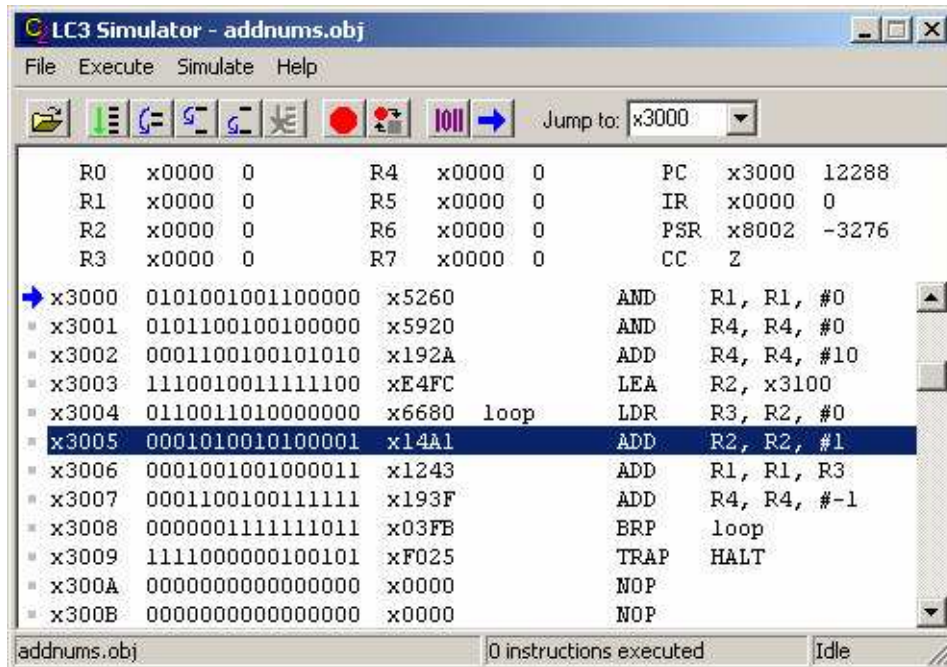 LC3 Simulator - addnums.obj
File Execute Simulate Help
Jump to: x3000
R0 x0000 0 R4 x0000 0 PC x3000 12288
R1 x0000 0 R5 x0000 0 IR x0000 0
R2 x0000 0 R6 x0000 0 PSR x8002 -3276
R3 x0000 0 R7 x0000 0 CC Z
x3000 0101001001100000 x5260 AND R1, R1, #0
x3001 0101100100100000 x5920 AND R4, R4, #0
x3002 0001100100101010 x192A ADD R4, R4, #10
x3003 1110010011111100 xE4FC LEA R2, x3100
x3004 0110011010000000 x6680 loop LDR R3, R2, #0
x3005 0001010010100001 x14A1 ADD R2, R2, #1
x3006 0001001001000011 x1243 ADD R1, R1, R3
x3007 0001100100111111 x193F ADD R4, R4, #-1
x3008 0000001111111011 x03FB BRP loop
x3009 1111000000100101 xF025 TRAP HALT
x300A 0000000000000000 x0000 NOP
x300B 0000000000000000 x0000 NOP
addnums.obj 0 instructions executed Idle